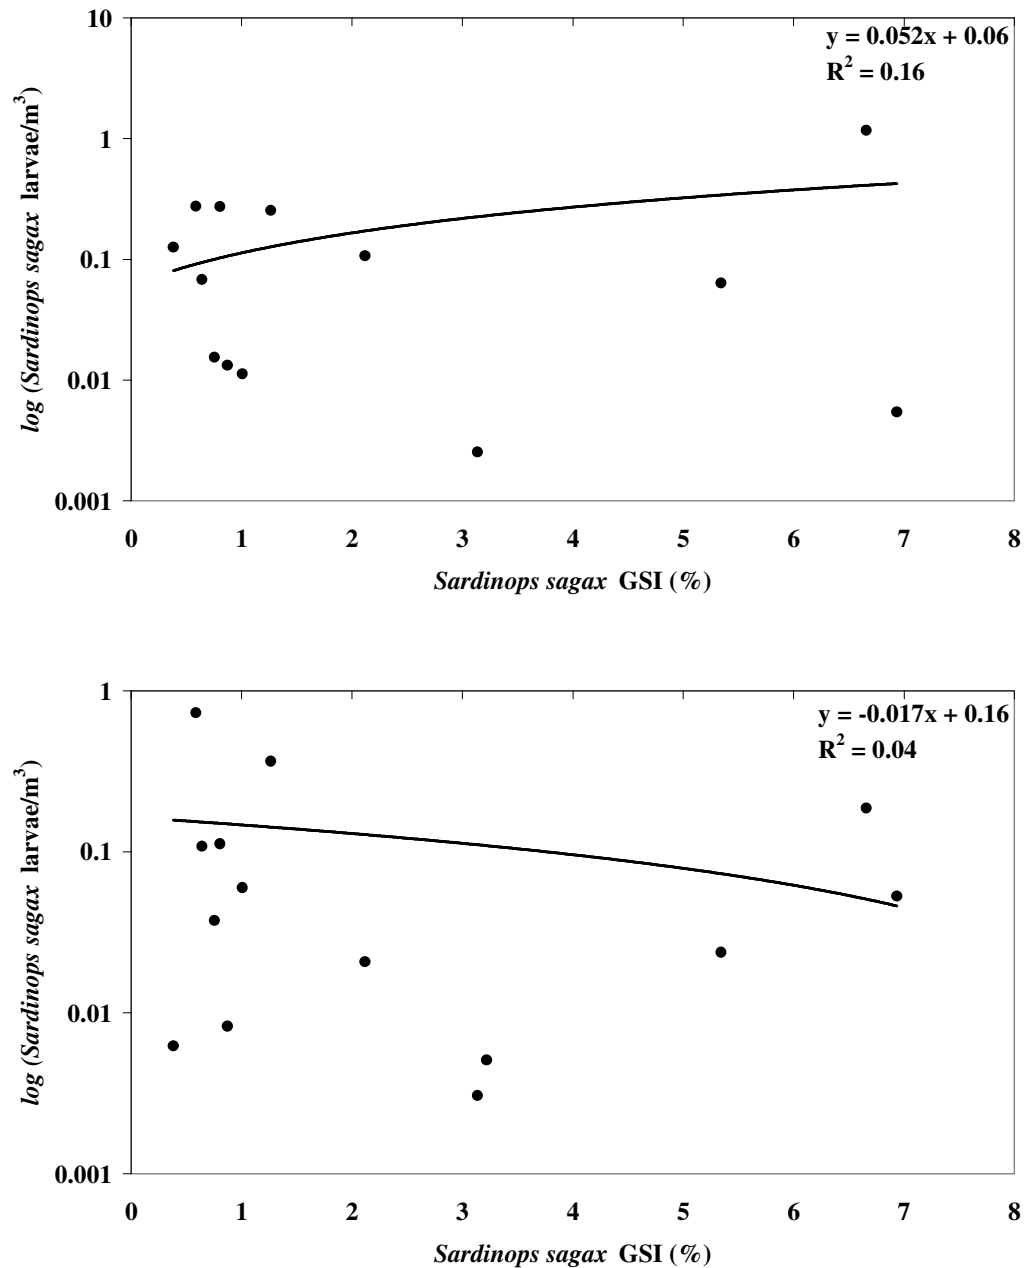 10
y = 0.052x + 0.06
R² = 0.16
1
0.1
0.01
0.001
log (Sardinops sagax larvae/m³)
0 1 2 3 4 5 6 7 8
Sardinops sagax GSI (%)
1
y = -0.017x + 0.16
R² = 0.04
0.1
0.01
0.001
log (Sardinops sagax larvae/m³)
0 1 2 3 4 5 6 7 8
Sardinops sagax GSI (%)